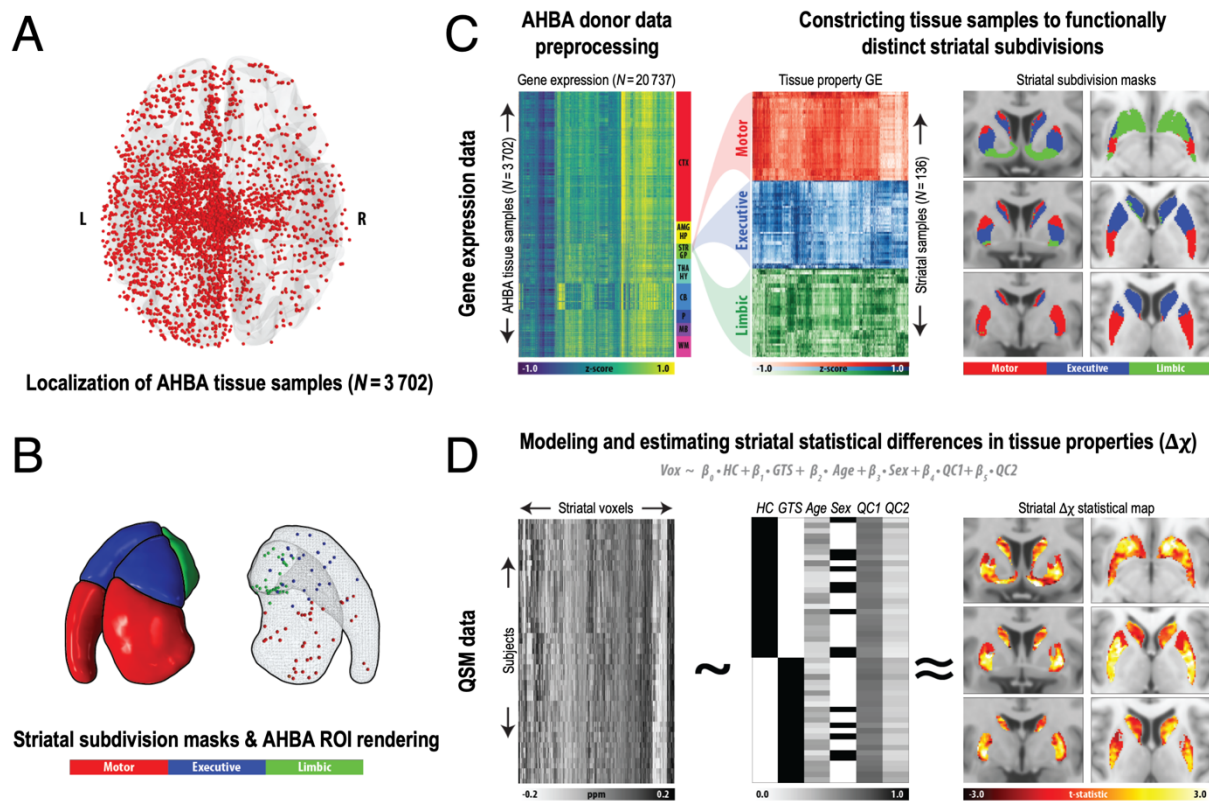 A
L
R
Localization of AHBA tissue samples (N = 3 702)
B
Striatal subdivision masks & AHBA ROI rendering
Motor Executive Limbic
C
Gene expression data
AHBA donor data
preprocessing
Gene expression (N = 20 737)
AHBA tissue samples (N = 3 702)
CTX
AMG
HP
STR
GP
THA
HY
CB
P
MB
WM
-1.0 z-score 1.0
Constricting tissue samples to functionally
distinct striatal subdivisions
Tissue property GE
Motor
Executive
Limbic
Striatal samples (N = 136)
-1.0 z-score 1.0
Striatal subdivision masks
Motor Executive Limbic
D
QSM data
Modeling and estimating striatal statistical differences in tissue properties (Δχ)
Vox ~ β0 • HC + β1 • GTS + β2 • Age + β3 • Sex + β4 • QC1 + β5 • QC2
Striatal voxels
Subjects
-0.2 ppm 0.2
~
HC GTS Age Sex QC1 QC2
0.0 1.0
≈
Striatal Δχ statistical map
-3.0 t-statistic 3.0